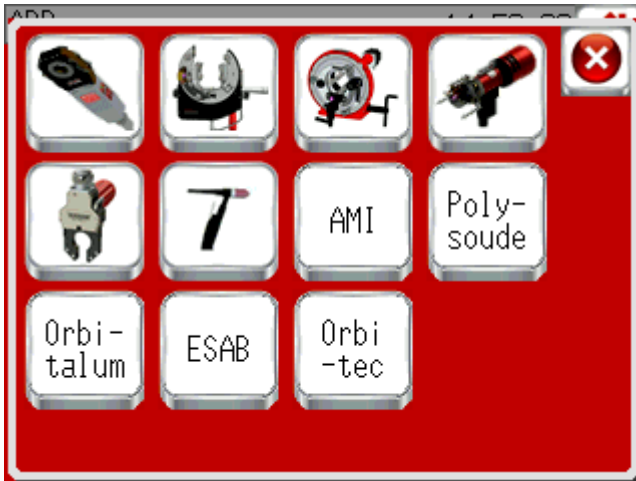 AMI
Poly-
soude
Orbi-
talum
ESAB
Orbi
-tec